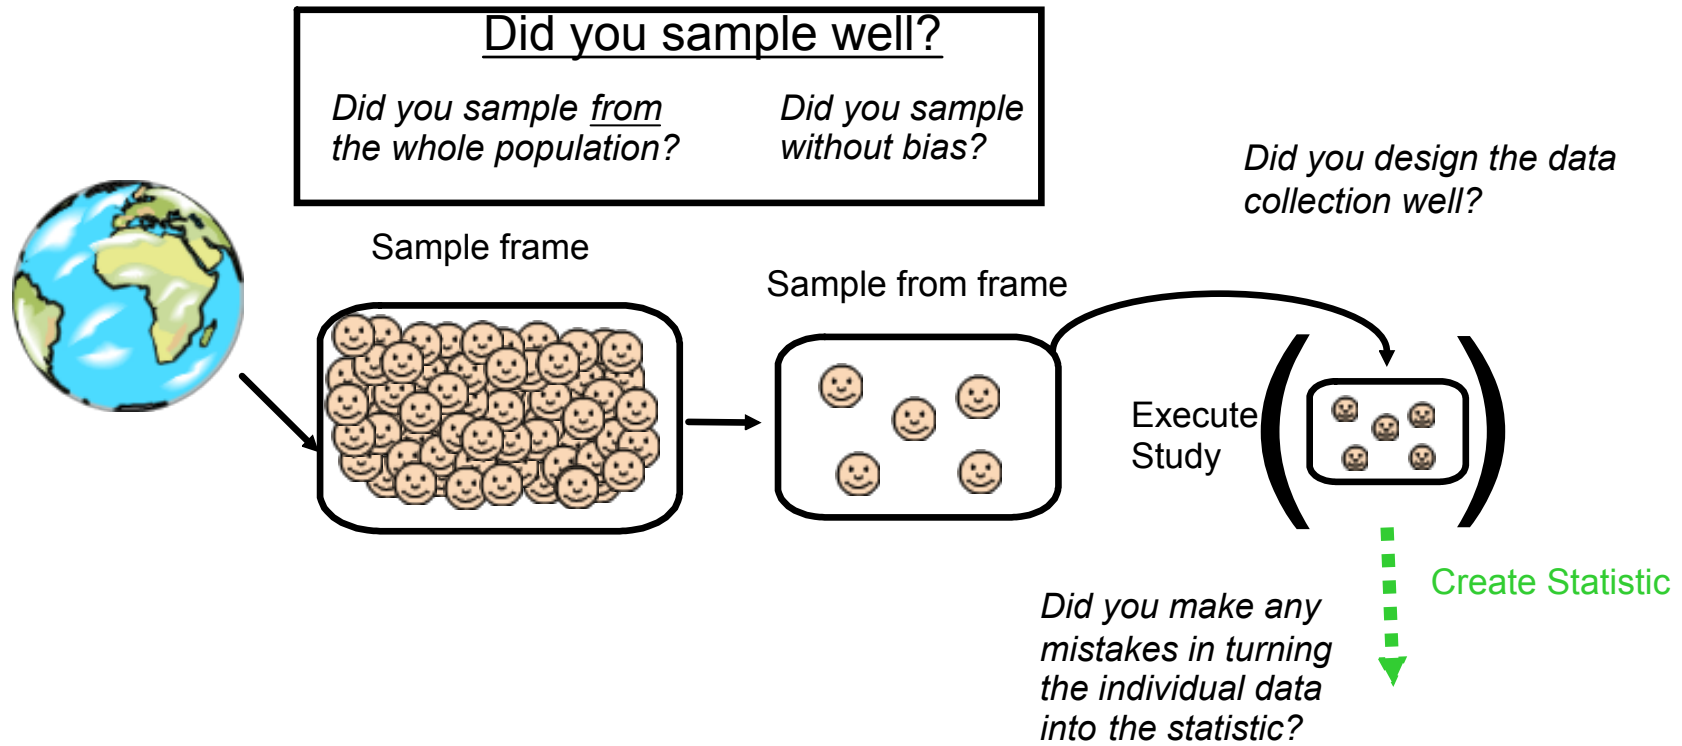 Did you sample well?
Did you sample from
the whole population?
Did you sample
without bias?
Did you design the data
collection well?
Sample frame
Sample from frame
Execute
Study
Create Statistic
Did you make any
mistakes in turning
the individual data
into the statistic?